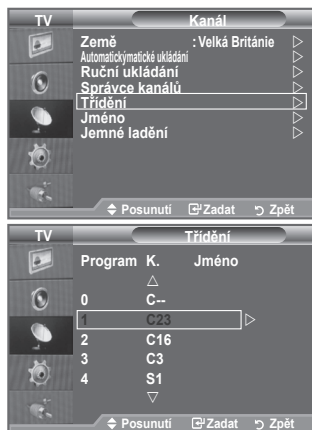 TV Kanál
Země : Velká Británie
Automatickýmatické ukládání
Ruční ukládání
Správce kanálů
Třídění
Jméno
Jemné ladění
Posunutí Zadat Zpět
TV Třídění
Program K. Jméno
0 C--
1 C23
2 C16
3 C3
4 S1
Posunutí Zadat Zpět